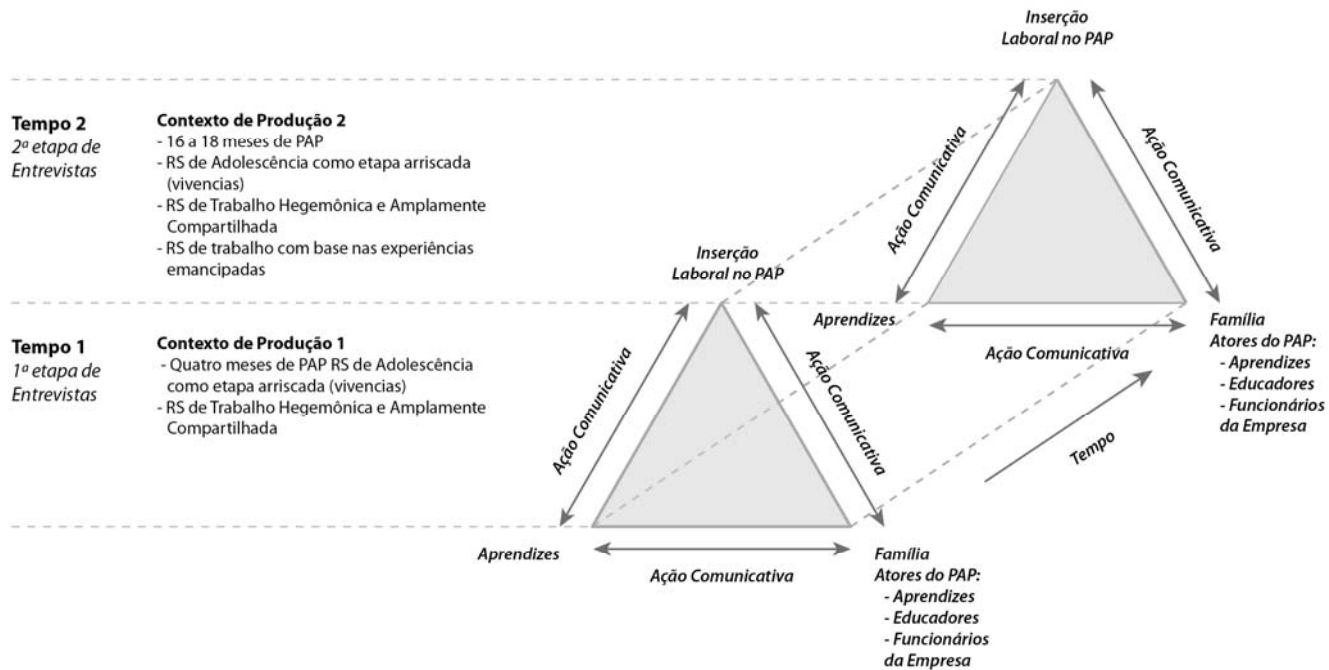 Inserção
Laboral no PAP
Tempo 2
2ª etapa de
Entrevistas
Contexto de Produção 2
- 16 a 18 meses de PAP
- RS de Adolescência como etapa arriscada
(vivencias)
- RS de Trabalho Hegemônica e Amplamente
Compartilhada
- RS de trabalho com base nas experiências
emancipadas
Ação Comunicativa
Ação Comunicativa
Aprendizes
Ação Comunicativa
Família
Atores do PAP:
- Aprendizes
- Educadores
- Funcionários
da Empresa
Tempo
Inserção
Laboral no PAP
Tempo 1
1ª etapa de
Entrevistas
Contexto de Produção 1
- Quatro meses de PAP RS de Adolescência
como etapa arriscada (vivencias)
- RS de Trabalho Hegemônica e Amplamente
Compartilhada
Ação Comunicativa
Ação Comunicativa
Aprendizes
Ação Comunicativa
Família
Atores do PAP:
- Aprendizes
- Educadores
- Funcionários
da Empresa